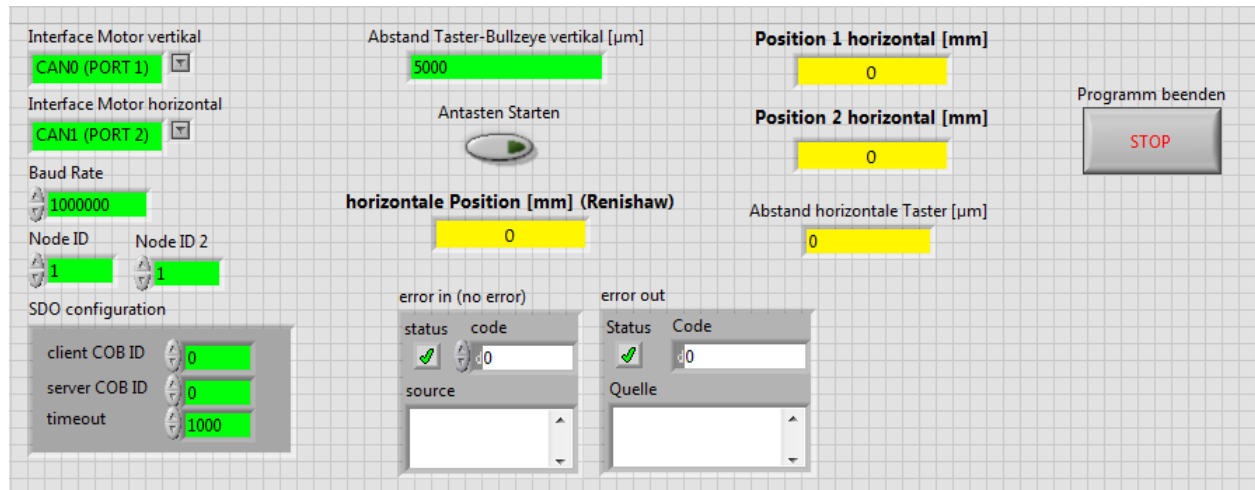 Interface Motor vertikal
CAN0 (PORT 1)
Interface Motor horizontal
CAN1 (PORT 2)
Baud Rate
1000000
Node ID Node ID 2
1 1
SDO configuration
client COB ID 0
server COB ID 0
timeout 1000
Abstand Taster-Bullzeye vertikal [µm]
5000
Antasten Starten
horizontale Position [mm] (Renishaw)
0
error in (no error)
status code
d0
source
error out
Status Code
d0
Quelle
Position 1 horizontal [mm]
0
Position 2 horizontal [mm]
0
Abstand horizontale Taster [µm]
0
Programm beenden
STOP